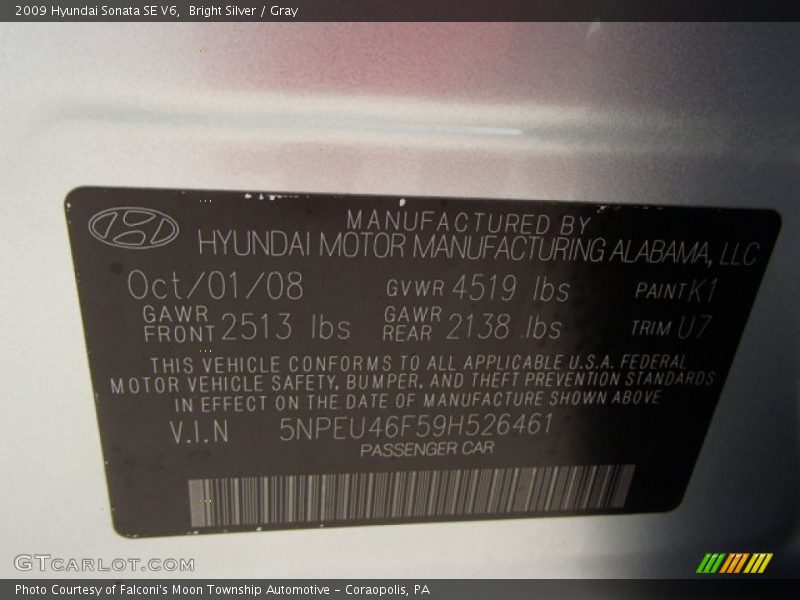 2009 Hyundai Sonata SE V6,  Bright Silver / Gray
MANUFACTURED BY
HYUNDAI MOTOR MANUFACTURING ALABAMA, LLC
Oct/01/08 GVWR 4519 lbs PAINT K1
GAWR FRONT 2513 lbs GAWR REAR 2138 lbs TRIM U7
THIS VEHICLE CONFORMS TO ALL APPLICABLE U.S.A. FEDERAL
MOTOR VEHICLE SAFETY, BUMPER, AND THEFT PREVENTION STANDARDS
IN EFFECT ON THE DATE OF MANUFACTURE SHOWN ABOVE
V.I.N 5NPEU46F59H526461
PASSENGER CAR
GTCARLOT.COM
Photo Courtesy of Falconi's Moon Township Automotive – Coraopolis, PA